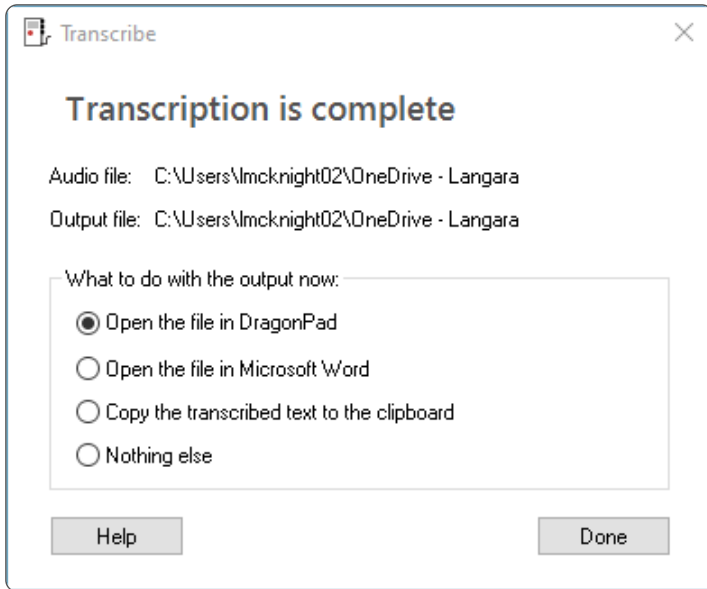 Transcribe
Transcription is complete
Audio file: C:\Users\lmcknight02\OneDrive - Langara
Output file: C:\Users\lmcknight02\OneDrive - Langara
What to do with the output now:
Open the file in DragonPad
Open the file in Microsoft Word
Copy the transcribed text to the clipboard
Nothing else
Help Done